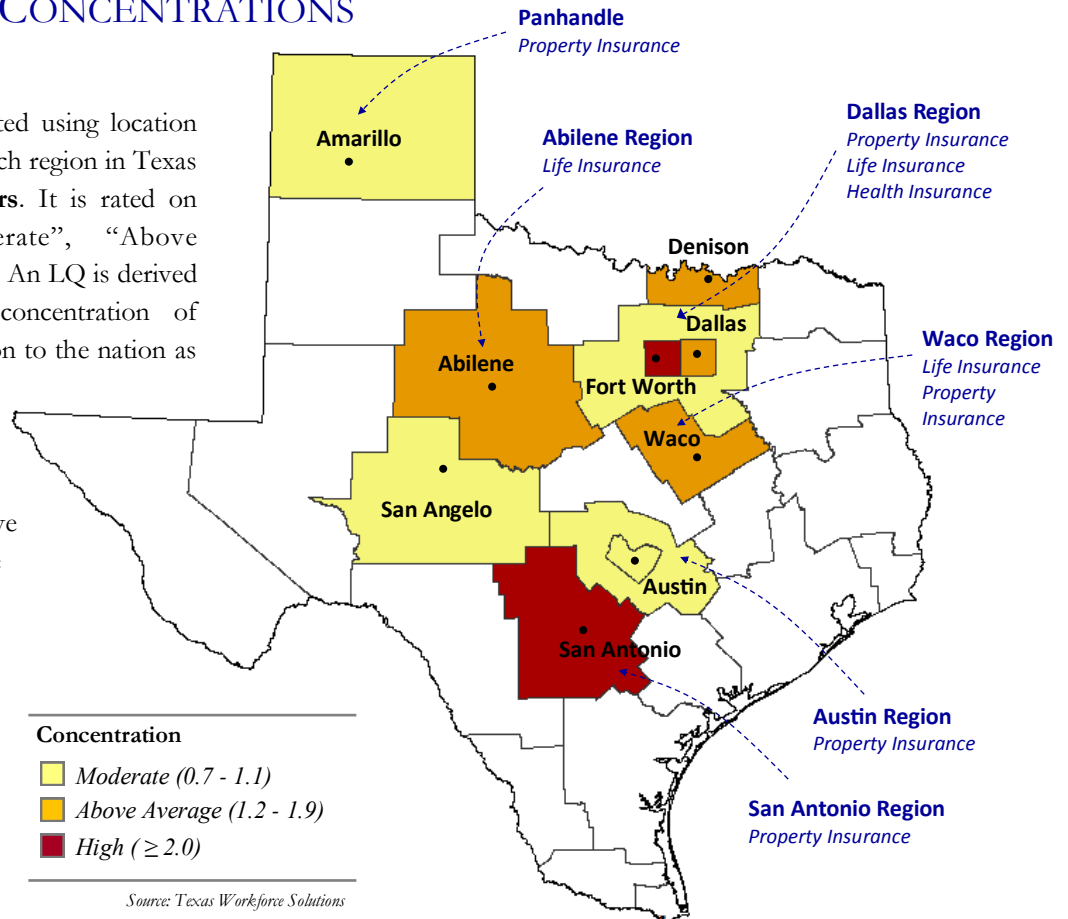 CONCENTRATIONS
ted using location
ch region in Texas
rs. It is rated on
erate”, “Above
An LQ is derived
concentration of
on to the nation as
ve
Panhandle
Property Insurance
Amarillo
Abilene Region
Life Insurance
Dallas Region
Property Insurance
Life Insurance
Health Insurance
Denison
Dallas
Abilene
Fort Worth
Waco Region
Life Insurance
Property
Insurance
Waco
San Angelo
Austin
San Antonio
Austin Region
Property Insurance
San Antonio Region
Property Insurance
Concentration
Moderate (0.7 - 1.1)
Above Average (1.2 - 1.9)
High ( ≥ 2.0)
Source: Texas Workforce Solutions